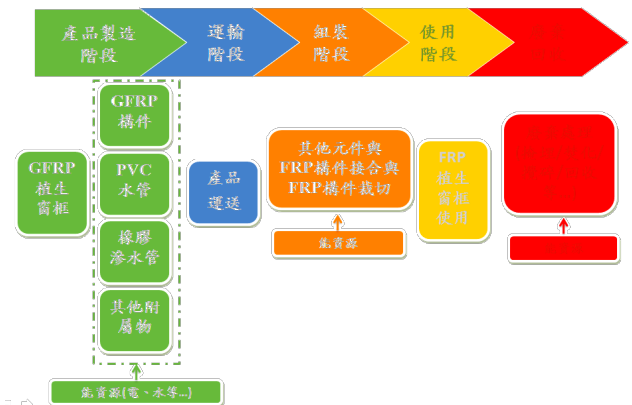 產品製造
階段
運輸
階段
組裝
階段
使用
階段
GFRP
植生
窗框
GFRP
構件
PVC
水管
橡膠
滲水管
其他附
屬物
能資源(電、水等...)
產品
運送
其他元件與
FRP構件接合與
FRP構件裁切
能資源
FRP
植生
窗框
使用